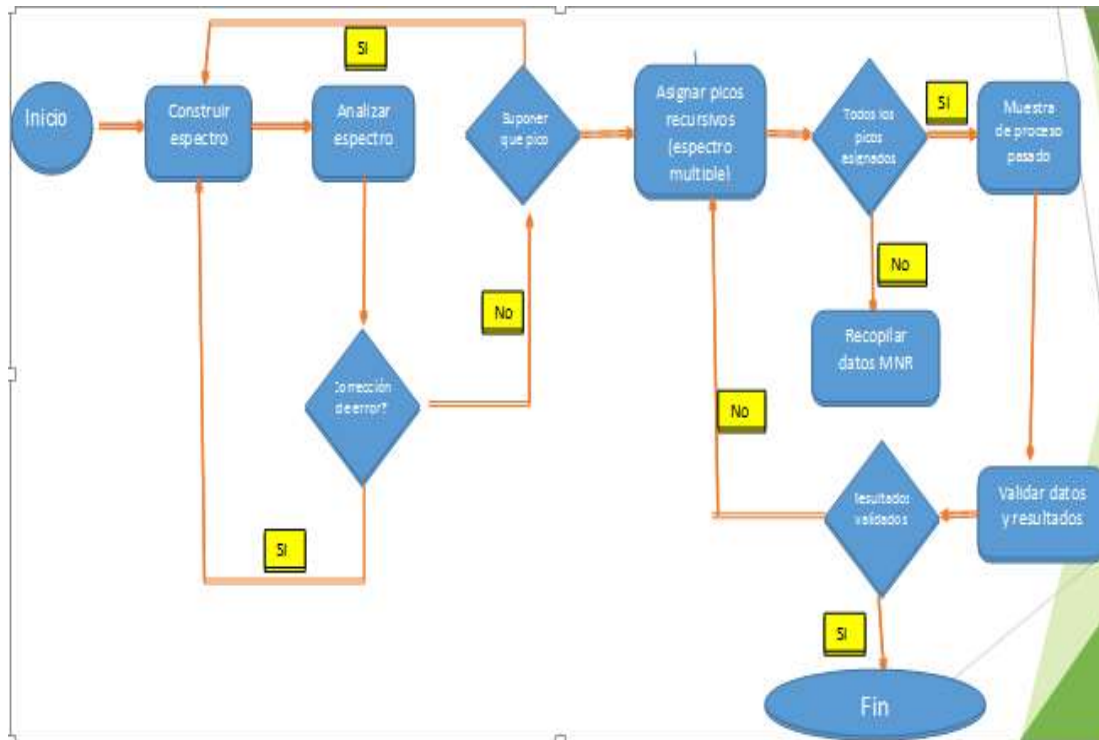 SI
Inicio
Construir
espectro
Analizar
espectro
Suponer
que pico
Asignar picos
recursivos
(espectro
multiple)
Todos los
picos
asignados
SI
Muestra
de proceso
pasado
No
No
Recopilar
datos MNR
Corrección
de error?
No
Resultados
validados
Validar datos
y resultados
SI
SI
Fin